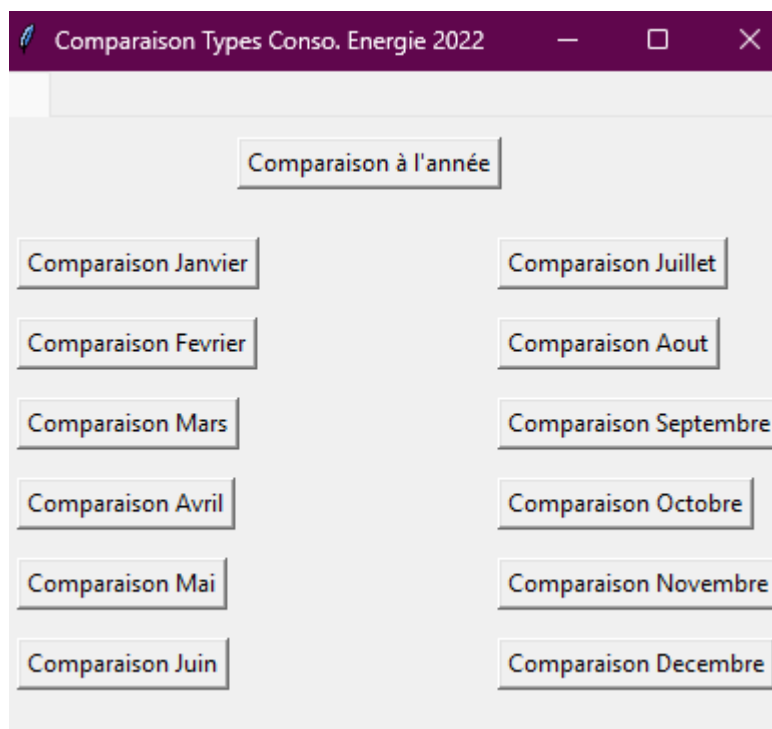 Comparaison Types Conso. Energie 2022
Comparaison à l'année
Comparaison Janvier
Comparaison Juillet
Comparaison Fevrier
Comparaison Aout
Comparaison Mars
Comparaison Septembre
Comparaison Avril
Comparaison Octobre
Comparaison Mai
Comparaison Novembre
Comparaison Juin
Comparaison Decembre